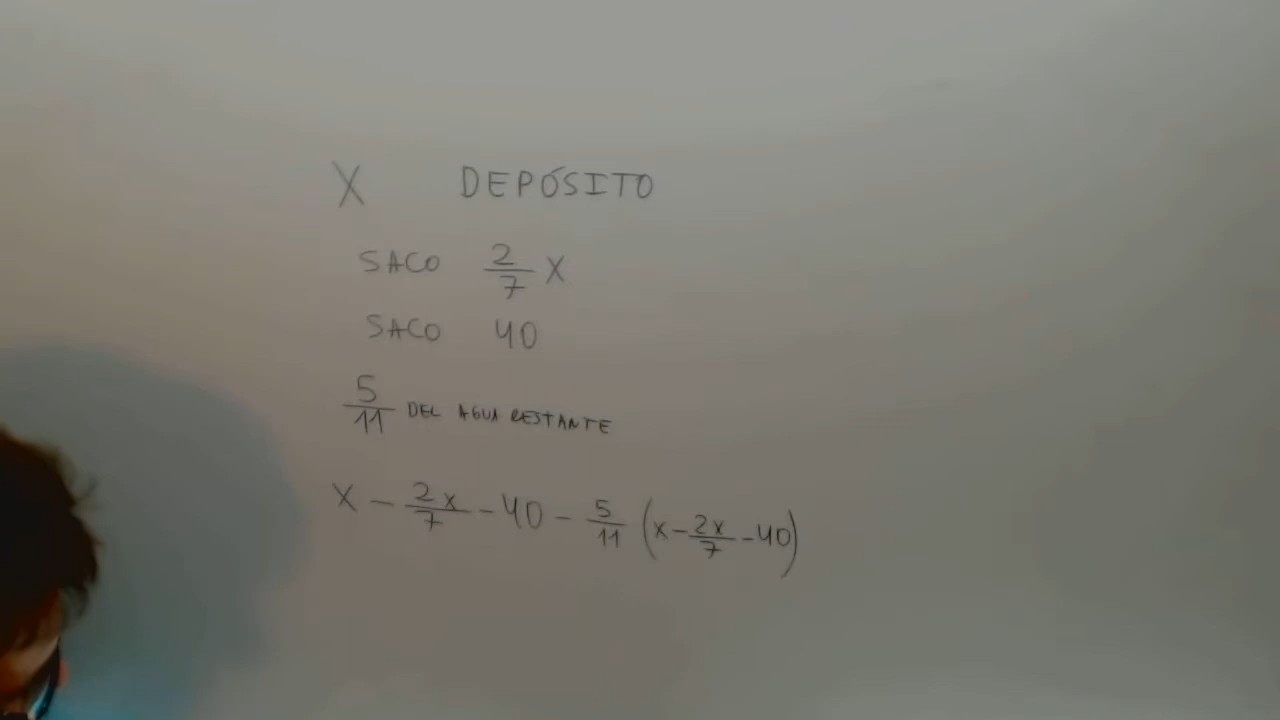 X DEPÓSITO
SACO 2/7 X
SACO 40
5/11 DEL AGUA RESTANTE
X - 2x/7 - 40 - 5/11 (x - 2x/7 - 40)